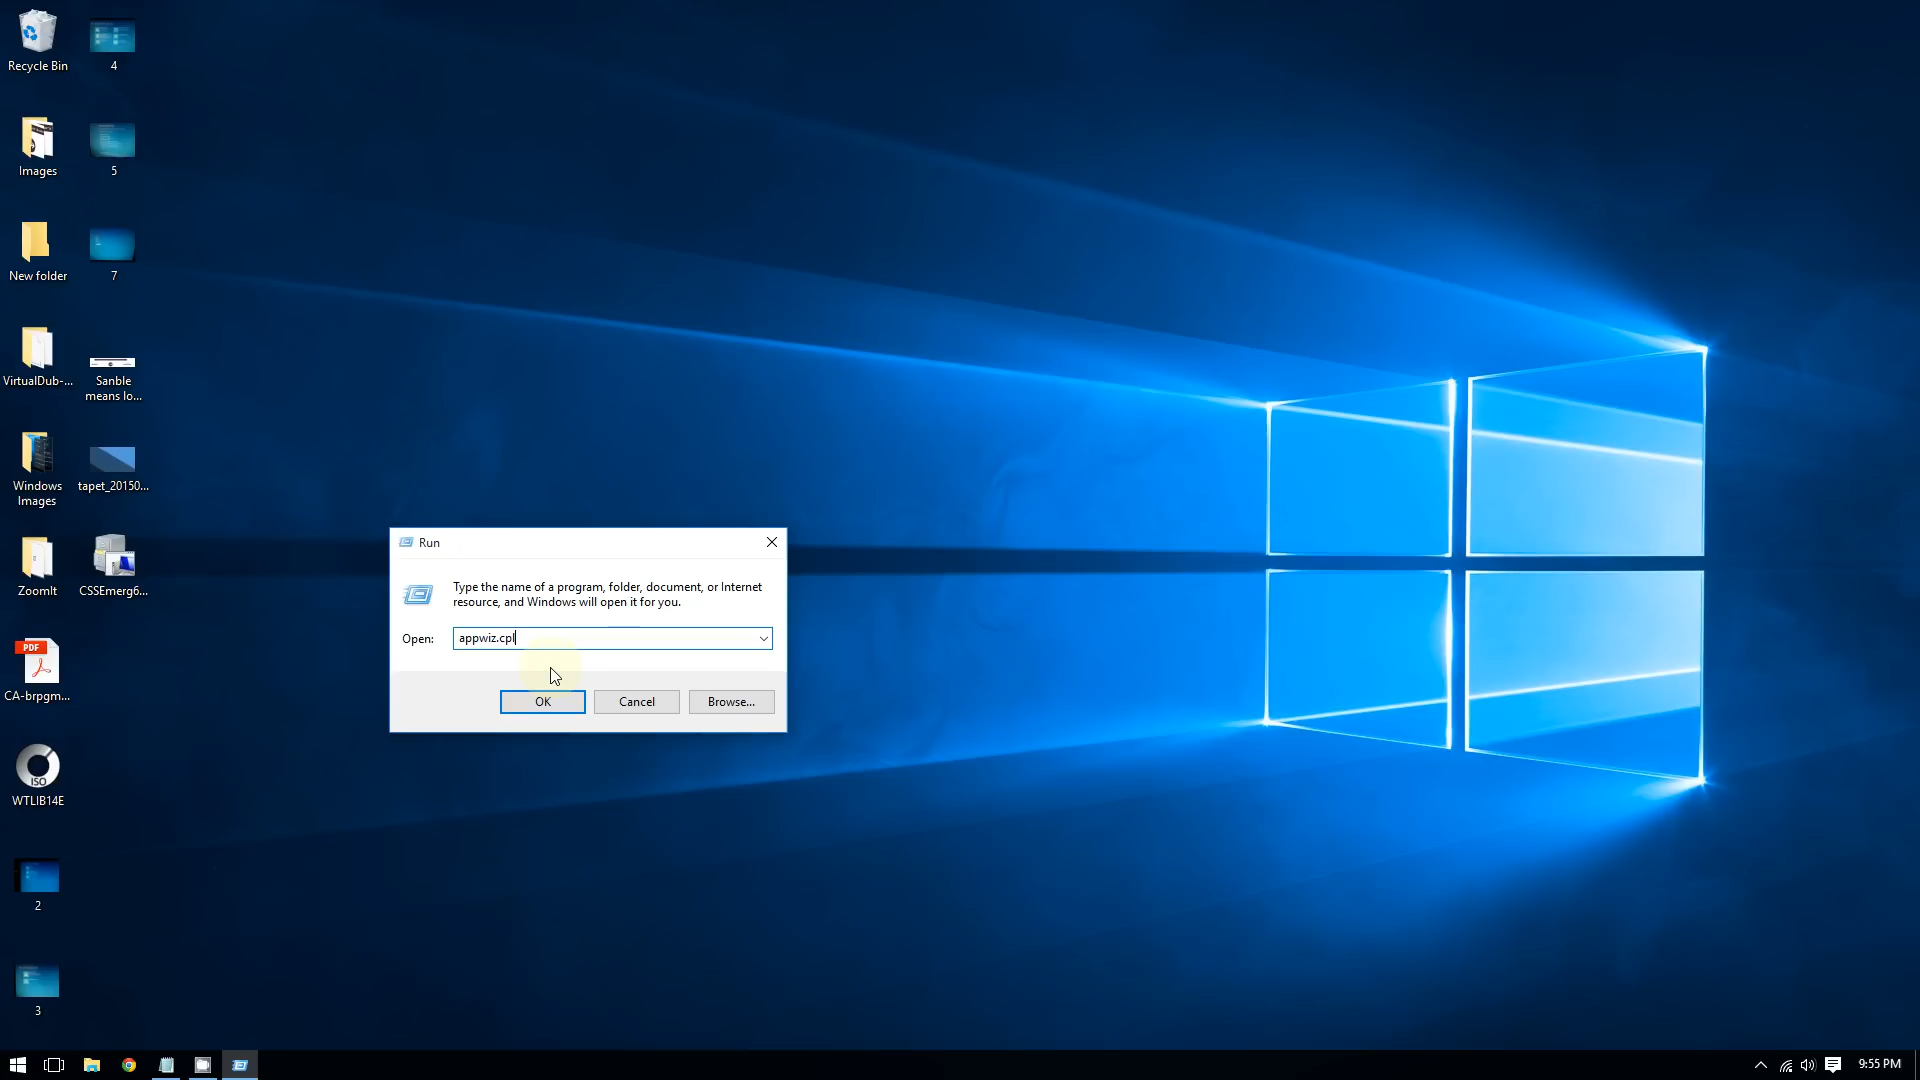 Recycle Bin
4
Images
5
New folder
7
VirtualDub-...
Sanble
means lo...
Windows
Images
tapet_20150...
ZoomIt
CSSEmerg6...
PDF
CA-brpgm...
ISO
WTLIB14E
2
3
Run
Type the name of a program, folder, document, or Internet
resource, and Windows will open it for you.
Open:
appwiz.cpl
OK
Cancel
Browse...
9:55 PM